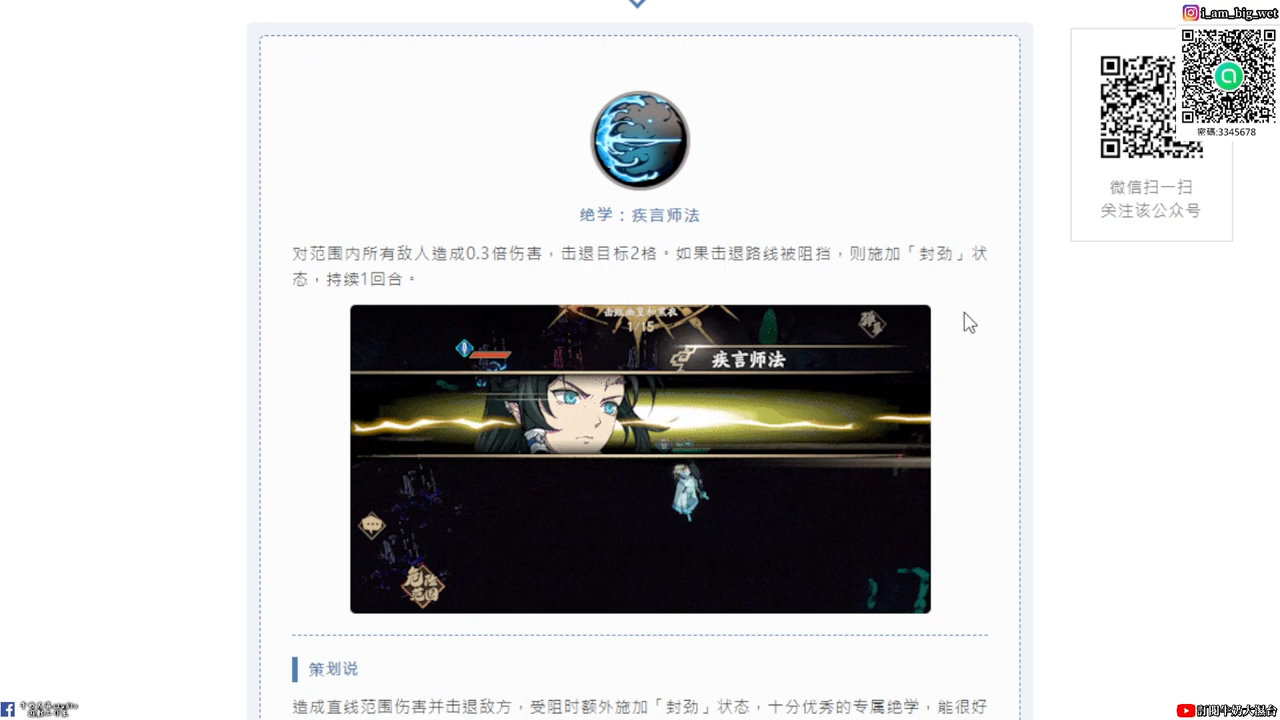 i_am_big_wet
密碼:3345678
微信扫一扫
关注该公众号
绝学：疾言师法
对范围内所有敌人造成0.3倍伤害，击退目标2格。如果击退路线被阻挡，则施加「封劲」状
态，持续1回合。
1/15
疾言师法
策划说
造成直线范围伤害并击退敌方，受阻时额外施加「封劲」状态，十分优秀的专属绝学，能很好